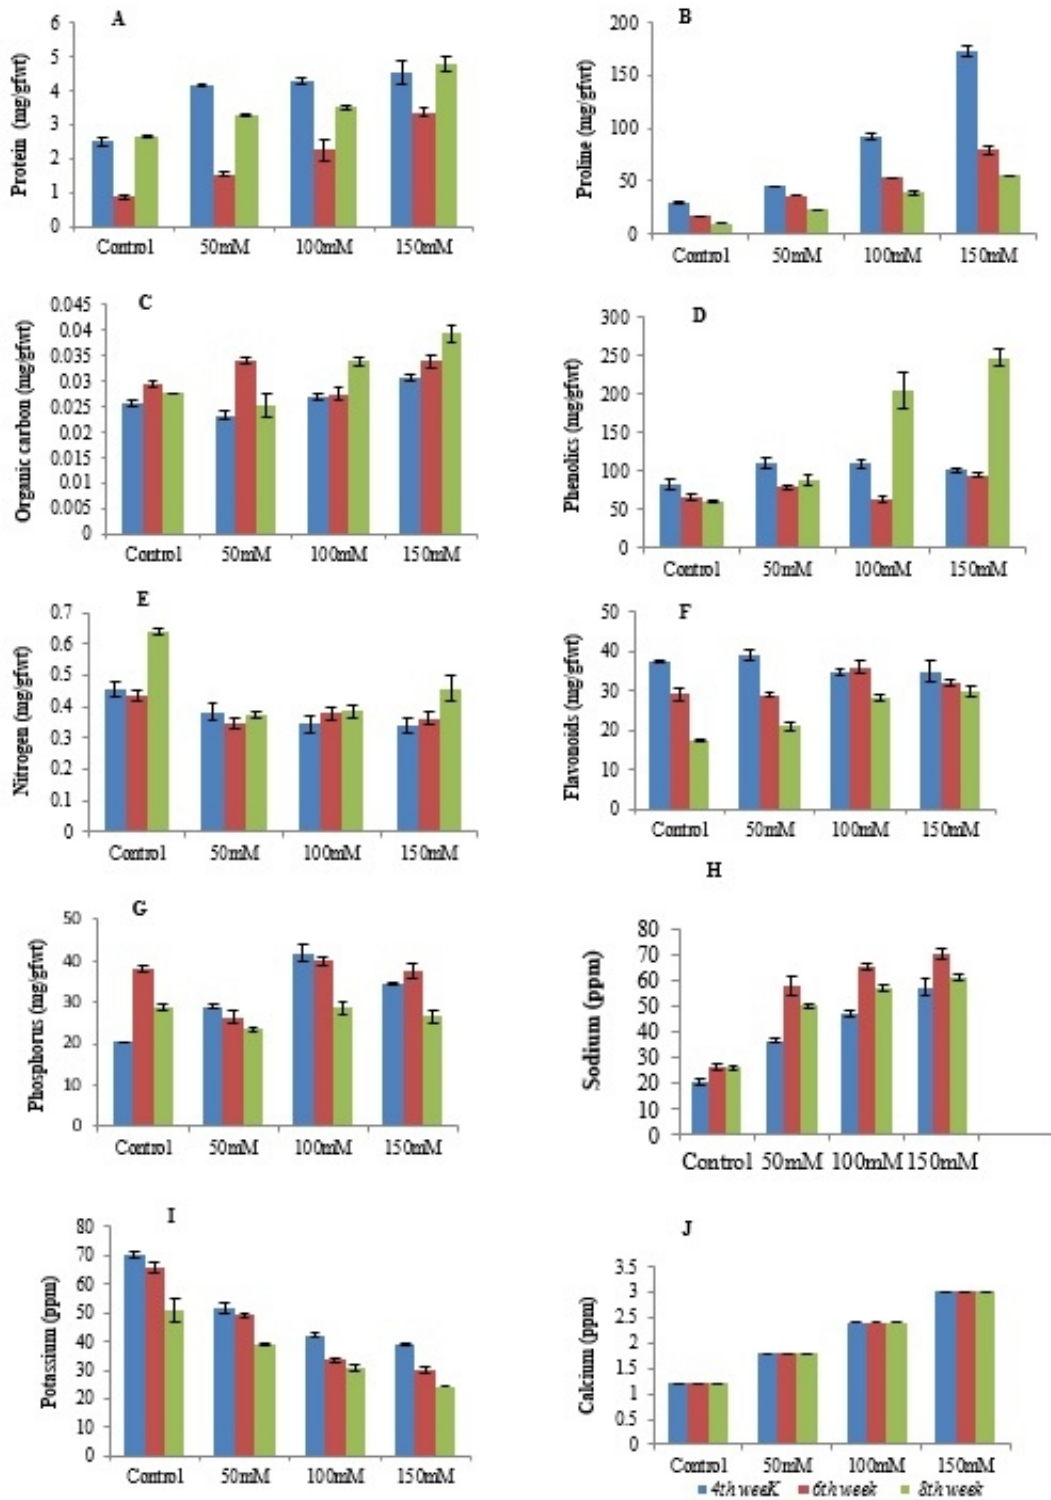 A
Protein (mg/gfwt)
6
5
4
3
2
1
0
Control 50mM 100mM 150mM
B
Proline (mg/gfwt)
200
150
100
50
0
Control 50mM 100mM 150mM
C
Organic carbon (mg/gfwt)
0.045
0.04
0.035
0.03
0.025
0.02
0.015
0.01
0.005
0
Control 50mM 100mM 150mM
D
Phenolics (mg/gfwt)
300
250
200
150
100
50
0
Control 50mM 100mM 150mM
E
Nitrogen (mg/gfwt)
0.7
0.6
0.5
0.4
0.3
0.2
0.1
0
Control 50mM 100mM 150mM
F
Flavonoids (mg/gfwt)
50
40
30
20
10
0
Control 50mM 100mM 150mM
G
Phosphorus (mg/gfwt)
50
40
30
20
10
0
Control 50mM 100mM 150mM
H
Sodium (ppm)
80
70
60
50
40
30
20
10
0
Control 50mM 100mM 150mM
I
Potassium (ppm)
80
70
60
50
40
30
20
10
0
Control 50mM 100mM 150mM
J
Calcium (ppm)
3.5
3
2.5
2
1.5
1
0.5
0
Control 50mM 100mM 150mM
4th weeK 6th week 8th week